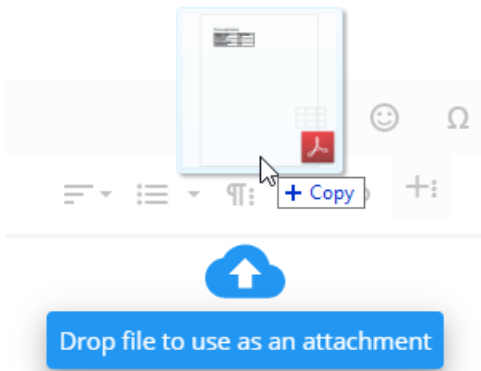 Ω
+ Copy
Drop file to use as an attachment